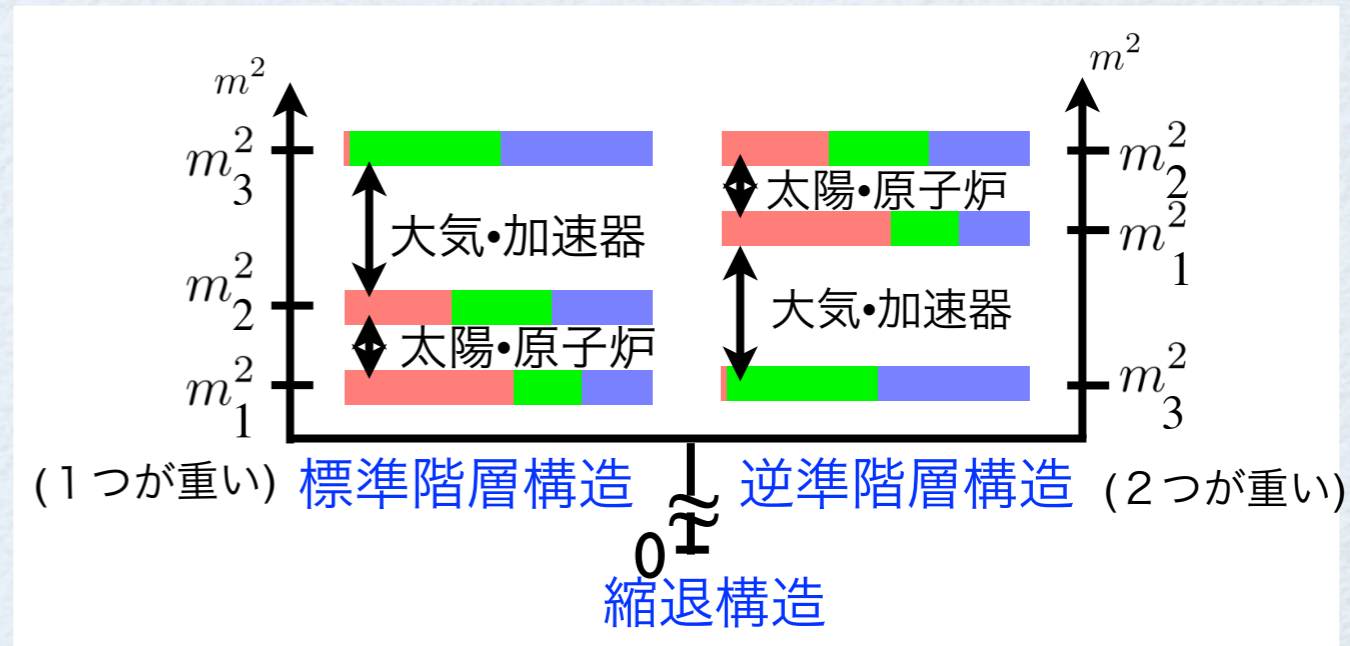 m²
m²
m₃²
m₂²
大気•加速器
太陽•原子炉
m₁²
m₂²
大気•加速器
太陽•原子炉
m₁²
m₃²
(１つが重い) 標準階層構造
逆準階層構造 (２つが重い)
0
縮退構造